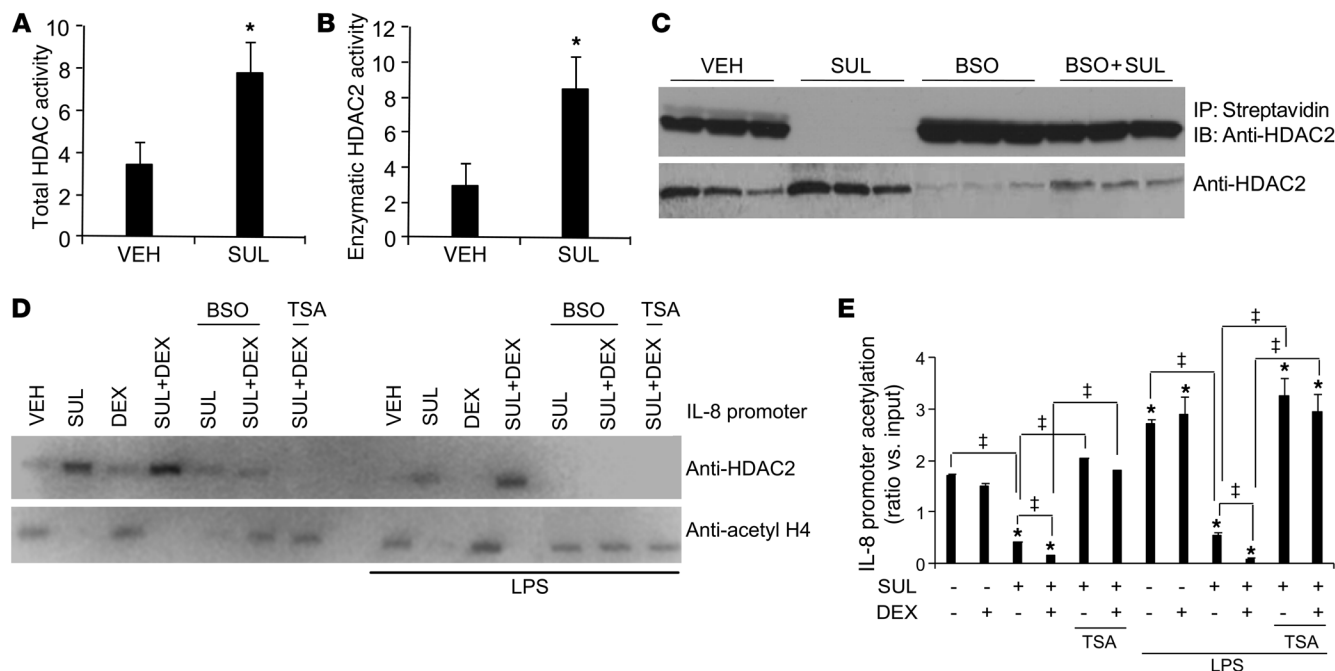 A
Total HDAC activity
10
8
6
4
2
0
*
VEH SUL
B
Enzymatic HDAC2 activity
12
10
8
6
4
2
0
*
VEH SUL
C
VEH SUL BSO BSO+SUL
IP: Streptavidin
IB: Anti-HDAC2
Anti-HDAC2
D
BSO TSA BSO TSA
VEH SUL DEX SUL+DEX SUL SUL+DEX SUL+DEX VEH SUL DEX SUL+DEX SUL SUL+DEX SUL+DEX
IL-8 promoter
Anti-HDAC2
Anti-acetyl H4
LPS
E
IL-8 promoter acetylation
(ratio vs. input)
4
3
2
1
0
‡ ‡ ‡ ‡ ‡ ‡ ‡ ‡
* * * * * * * *
SUL - - + + + + - - + + + +
DEX - + - + - + - + - + - +
TSA TSA
LPS